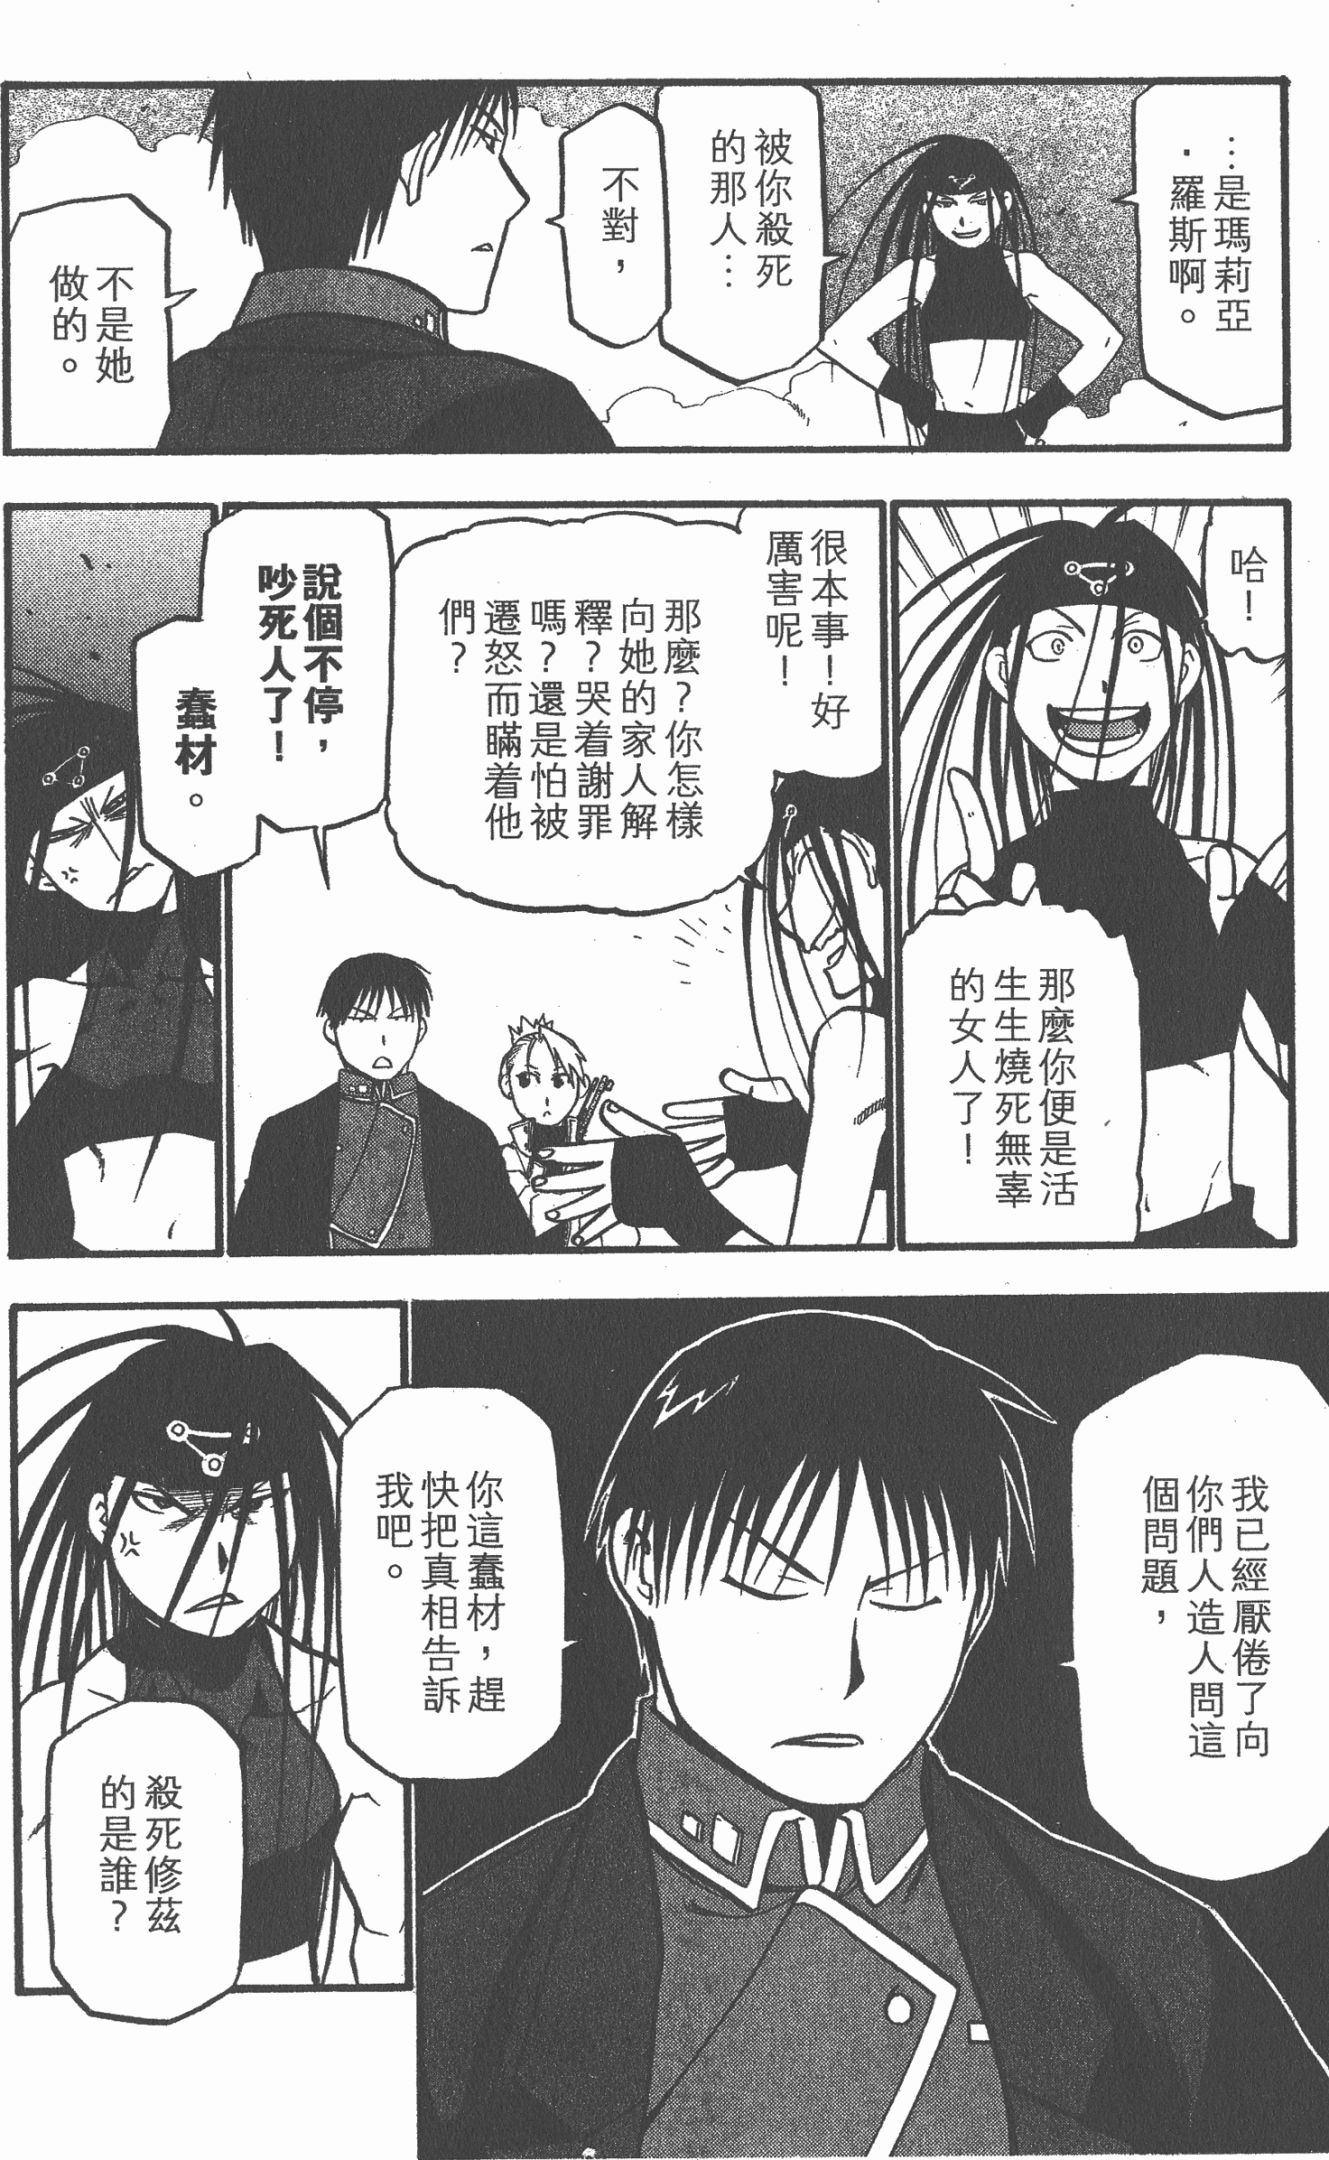 …是瑪莉亞
．羅斯啊。
被你殺死
的那人…
不對，
不是她
做的。
哈！
那麼你便是活
生生燒死無辜
的女人了！
很本事！好
厲害呢！
那麼？你怎樣
向她的家人解
釋？哭着謝罪
嗎？還是怕被
遷怒而瞞着他
們？
說個不停，
吵死人了！
蠢材。
我已經厭倦了向
你們人造人問這
個問題，
你這蠢材，趕
快把真相告訴
我吧。
殺死修茲
的是誰？